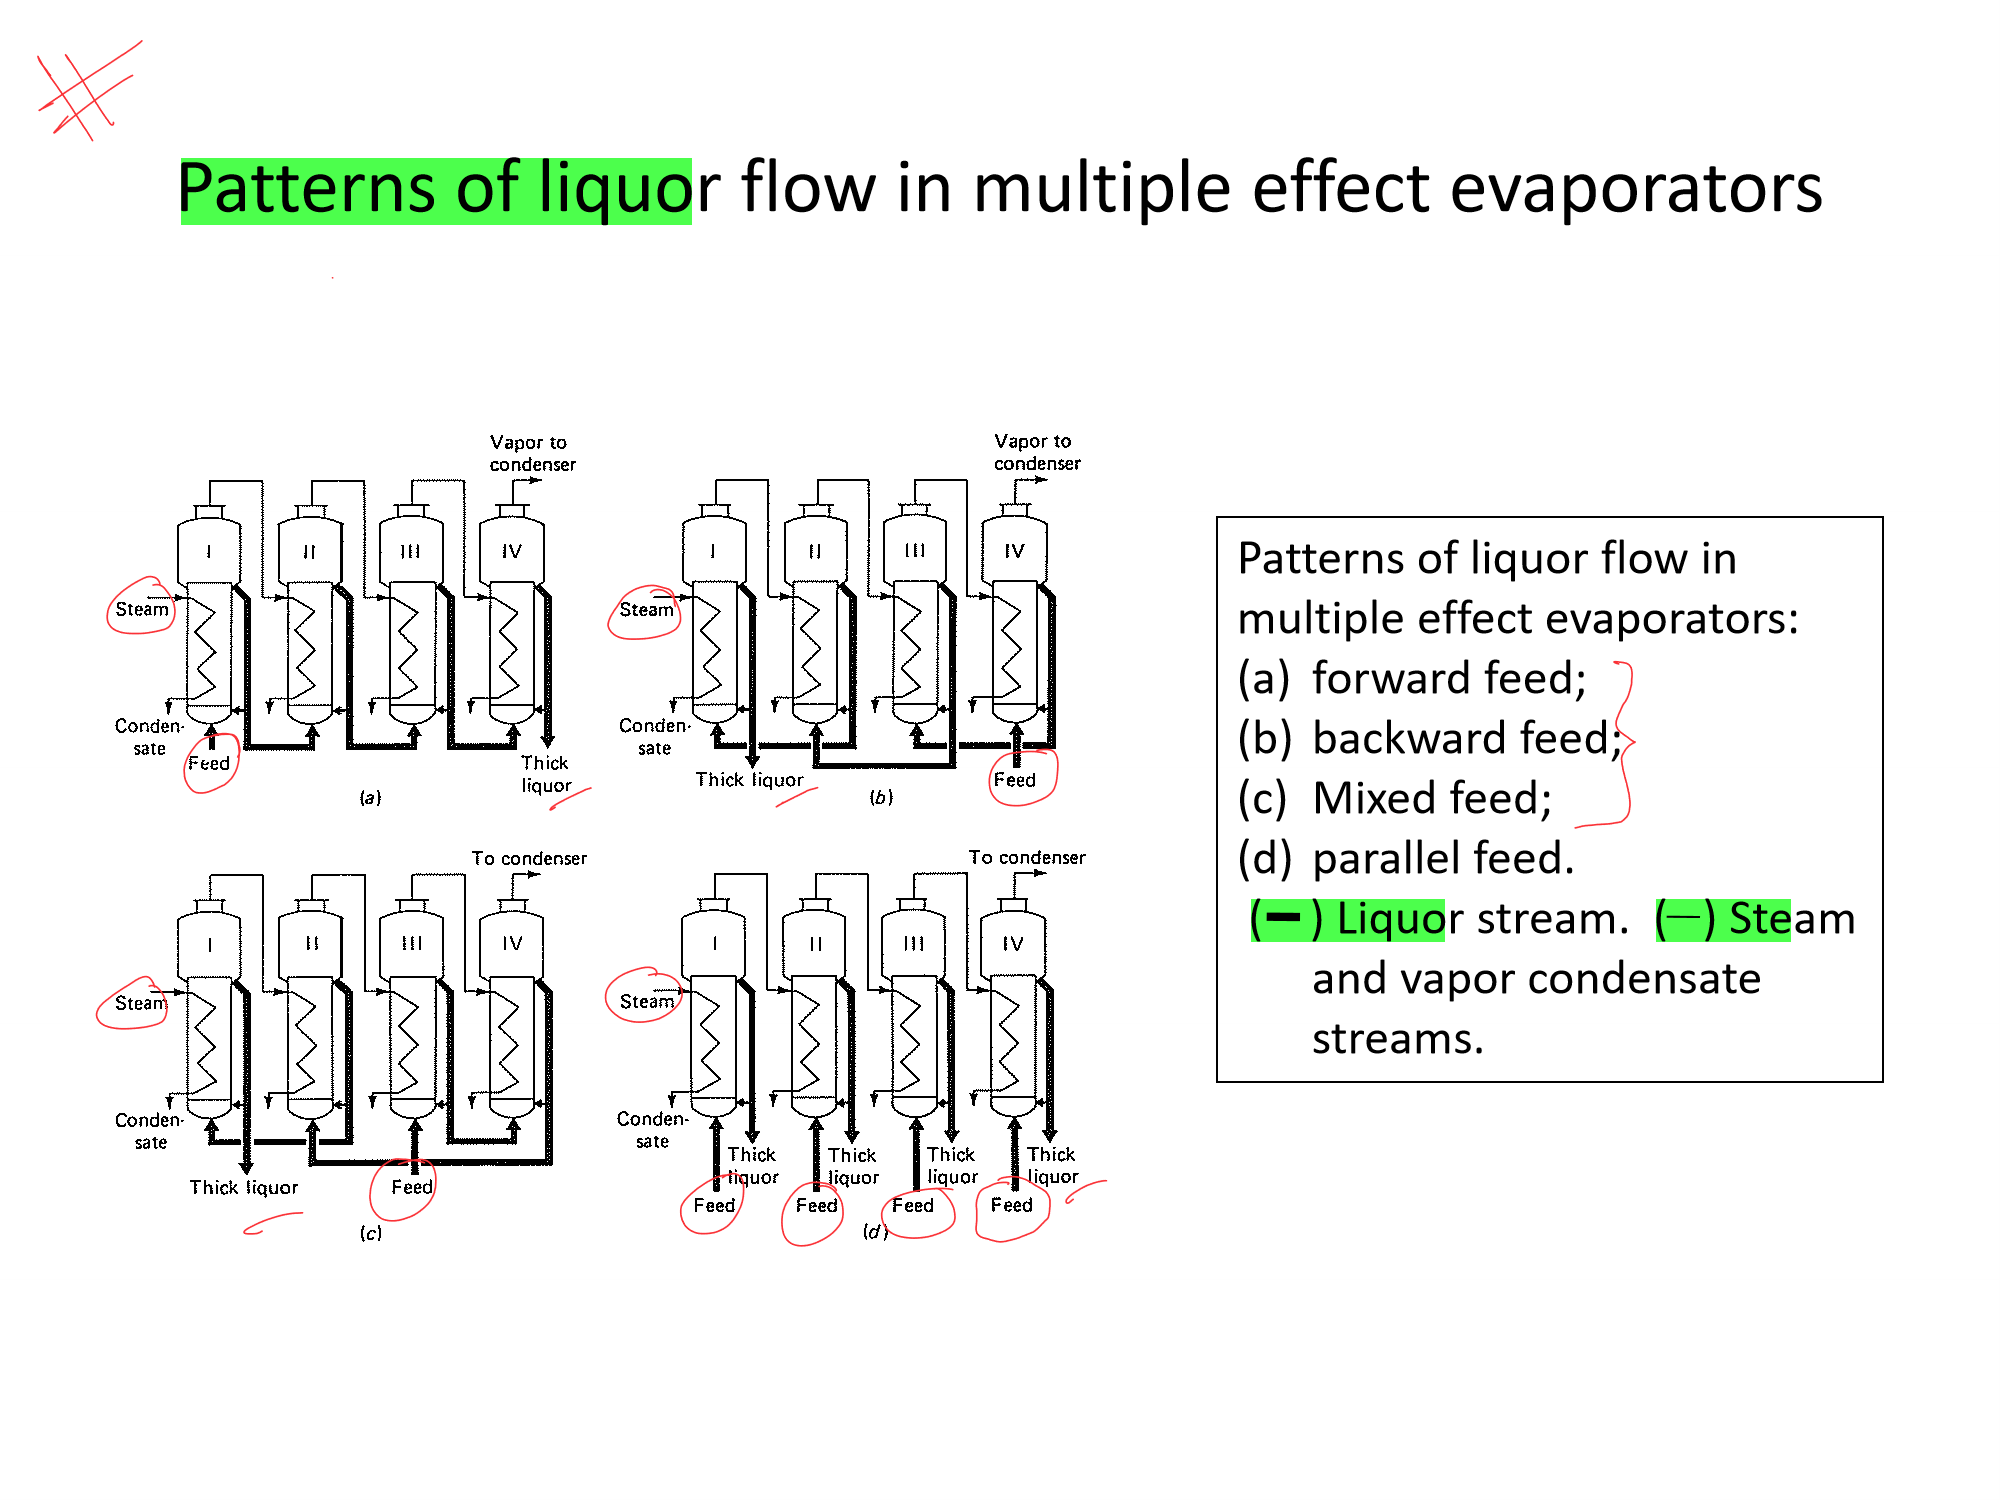 Patterns of liquor flow in multiple effect evaporators
Vapor to
condenser
I
II
III
IV
Steam
Conden-
sate
Feed
Thick
liquor
(a)
Vapor to
condenser
I
II
III
IV
Steam
Conden-
sate
Thick liquor
Feed
(b)
To condenser
I
II
III
IV
Steam
Conden-
sate
Thick liquor
Feed
(c)
To condenser
I
II
III
IV
Steam
Conden-
sate
Thick
liquor
Thick
liquor
Thick
liquor
Thick
liquor
Feed
Feed
Feed
Feed
(d)
Patterns of liquor flow in
multiple effect evaporators:
(a) forward feed;
(b) backward feed;
(c) Mixed feed;
(d) parallel feed.
(━ ) Liquor stream. (—) Steam
and vapor condensate
streams.